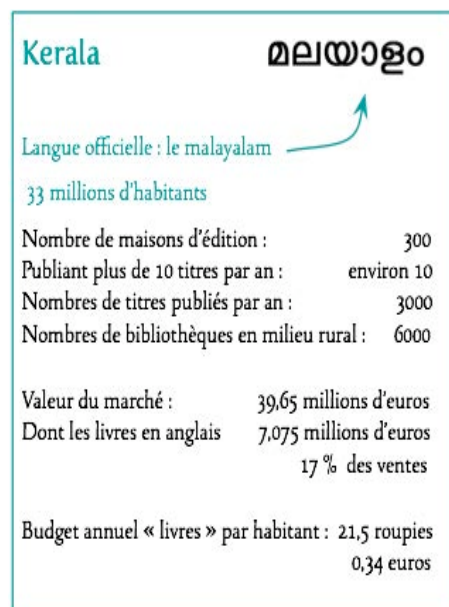 Kerala മലയാളം
Langue officielle : le malayalam
33 millions d'habitants
Nombre de maisons d'édition : 300
Publiant plus de 10 titres par an : environ 10
Nombres de titres publiés par an : 3000
Nombres de bibliothèques en milieu rural : 6000
Valeur du marché : 39,65 millions d'euros
Dont les livres en anglais 7,075 millions d'euros
17 % des ventes
Budget annuel « livres » par habitant : 21,5 roupies
0,34 euros